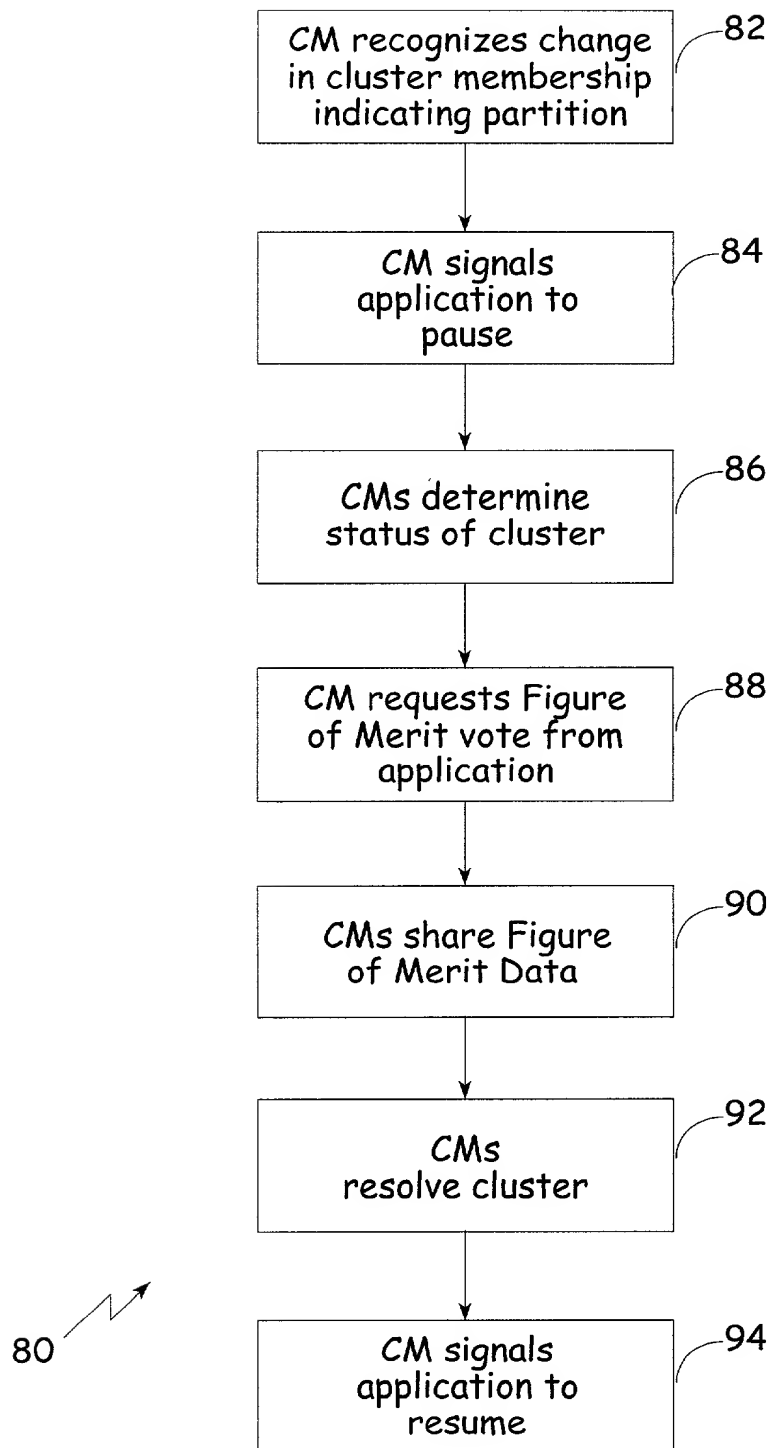 CM recognizes change
in cluster membership
indicating partition
82
CM signals
application to
pause
84
CMs determine
status of cluster
86
CM requests Figure
of Merit vote from
application
88
CMs share Figure
of Merit Data
90
CMs
resolve cluster
92
CM signals
application to
resume
94
80